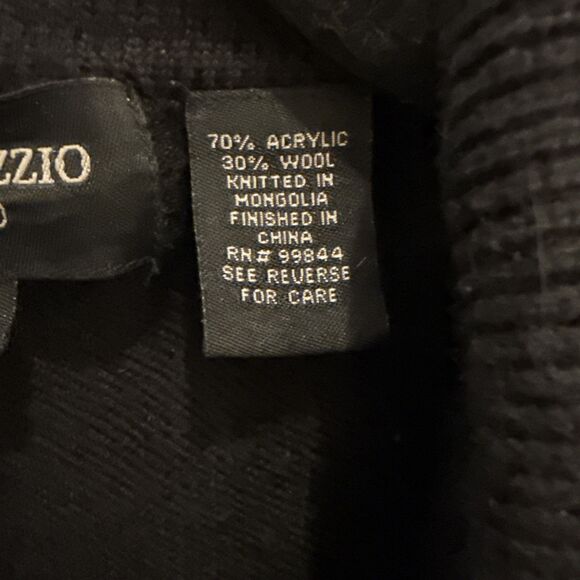 ZZIO
70% ACRYLIC
30% WOOL
KNITTED IN
MONGOLIA
FINISHED IN
CHINA
RN# 99844
SEE REVERSE
FOR CARE